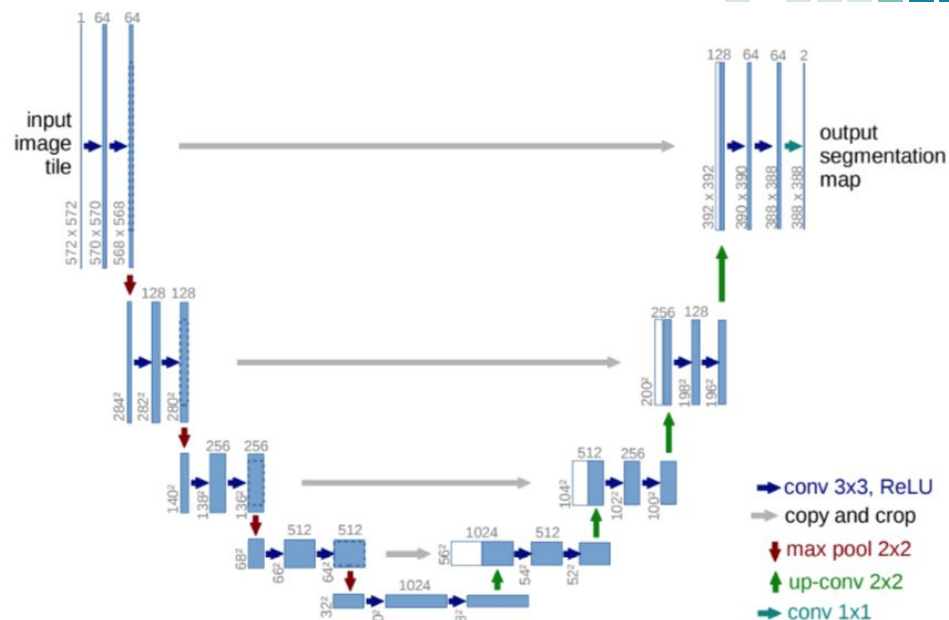 1 64 64
input
image
tile
572 x 572
570 x 570
568 x 568
128 64 64 2
output
segmentation
map
392 x 392
390 x 390
388 x 388
388 x 388
128 128
284²
282²
280²
256 128
200²
198²
196²
256 256
140²
138²
136²
512 256
104²
102²
100²
512 512
68²
66²
64²
1024 512
56²
54²
52²
1024
32²
conv 3x3, ReLU
copy and crop
max pool 2x2
up-conv 2x2
conv 1x1